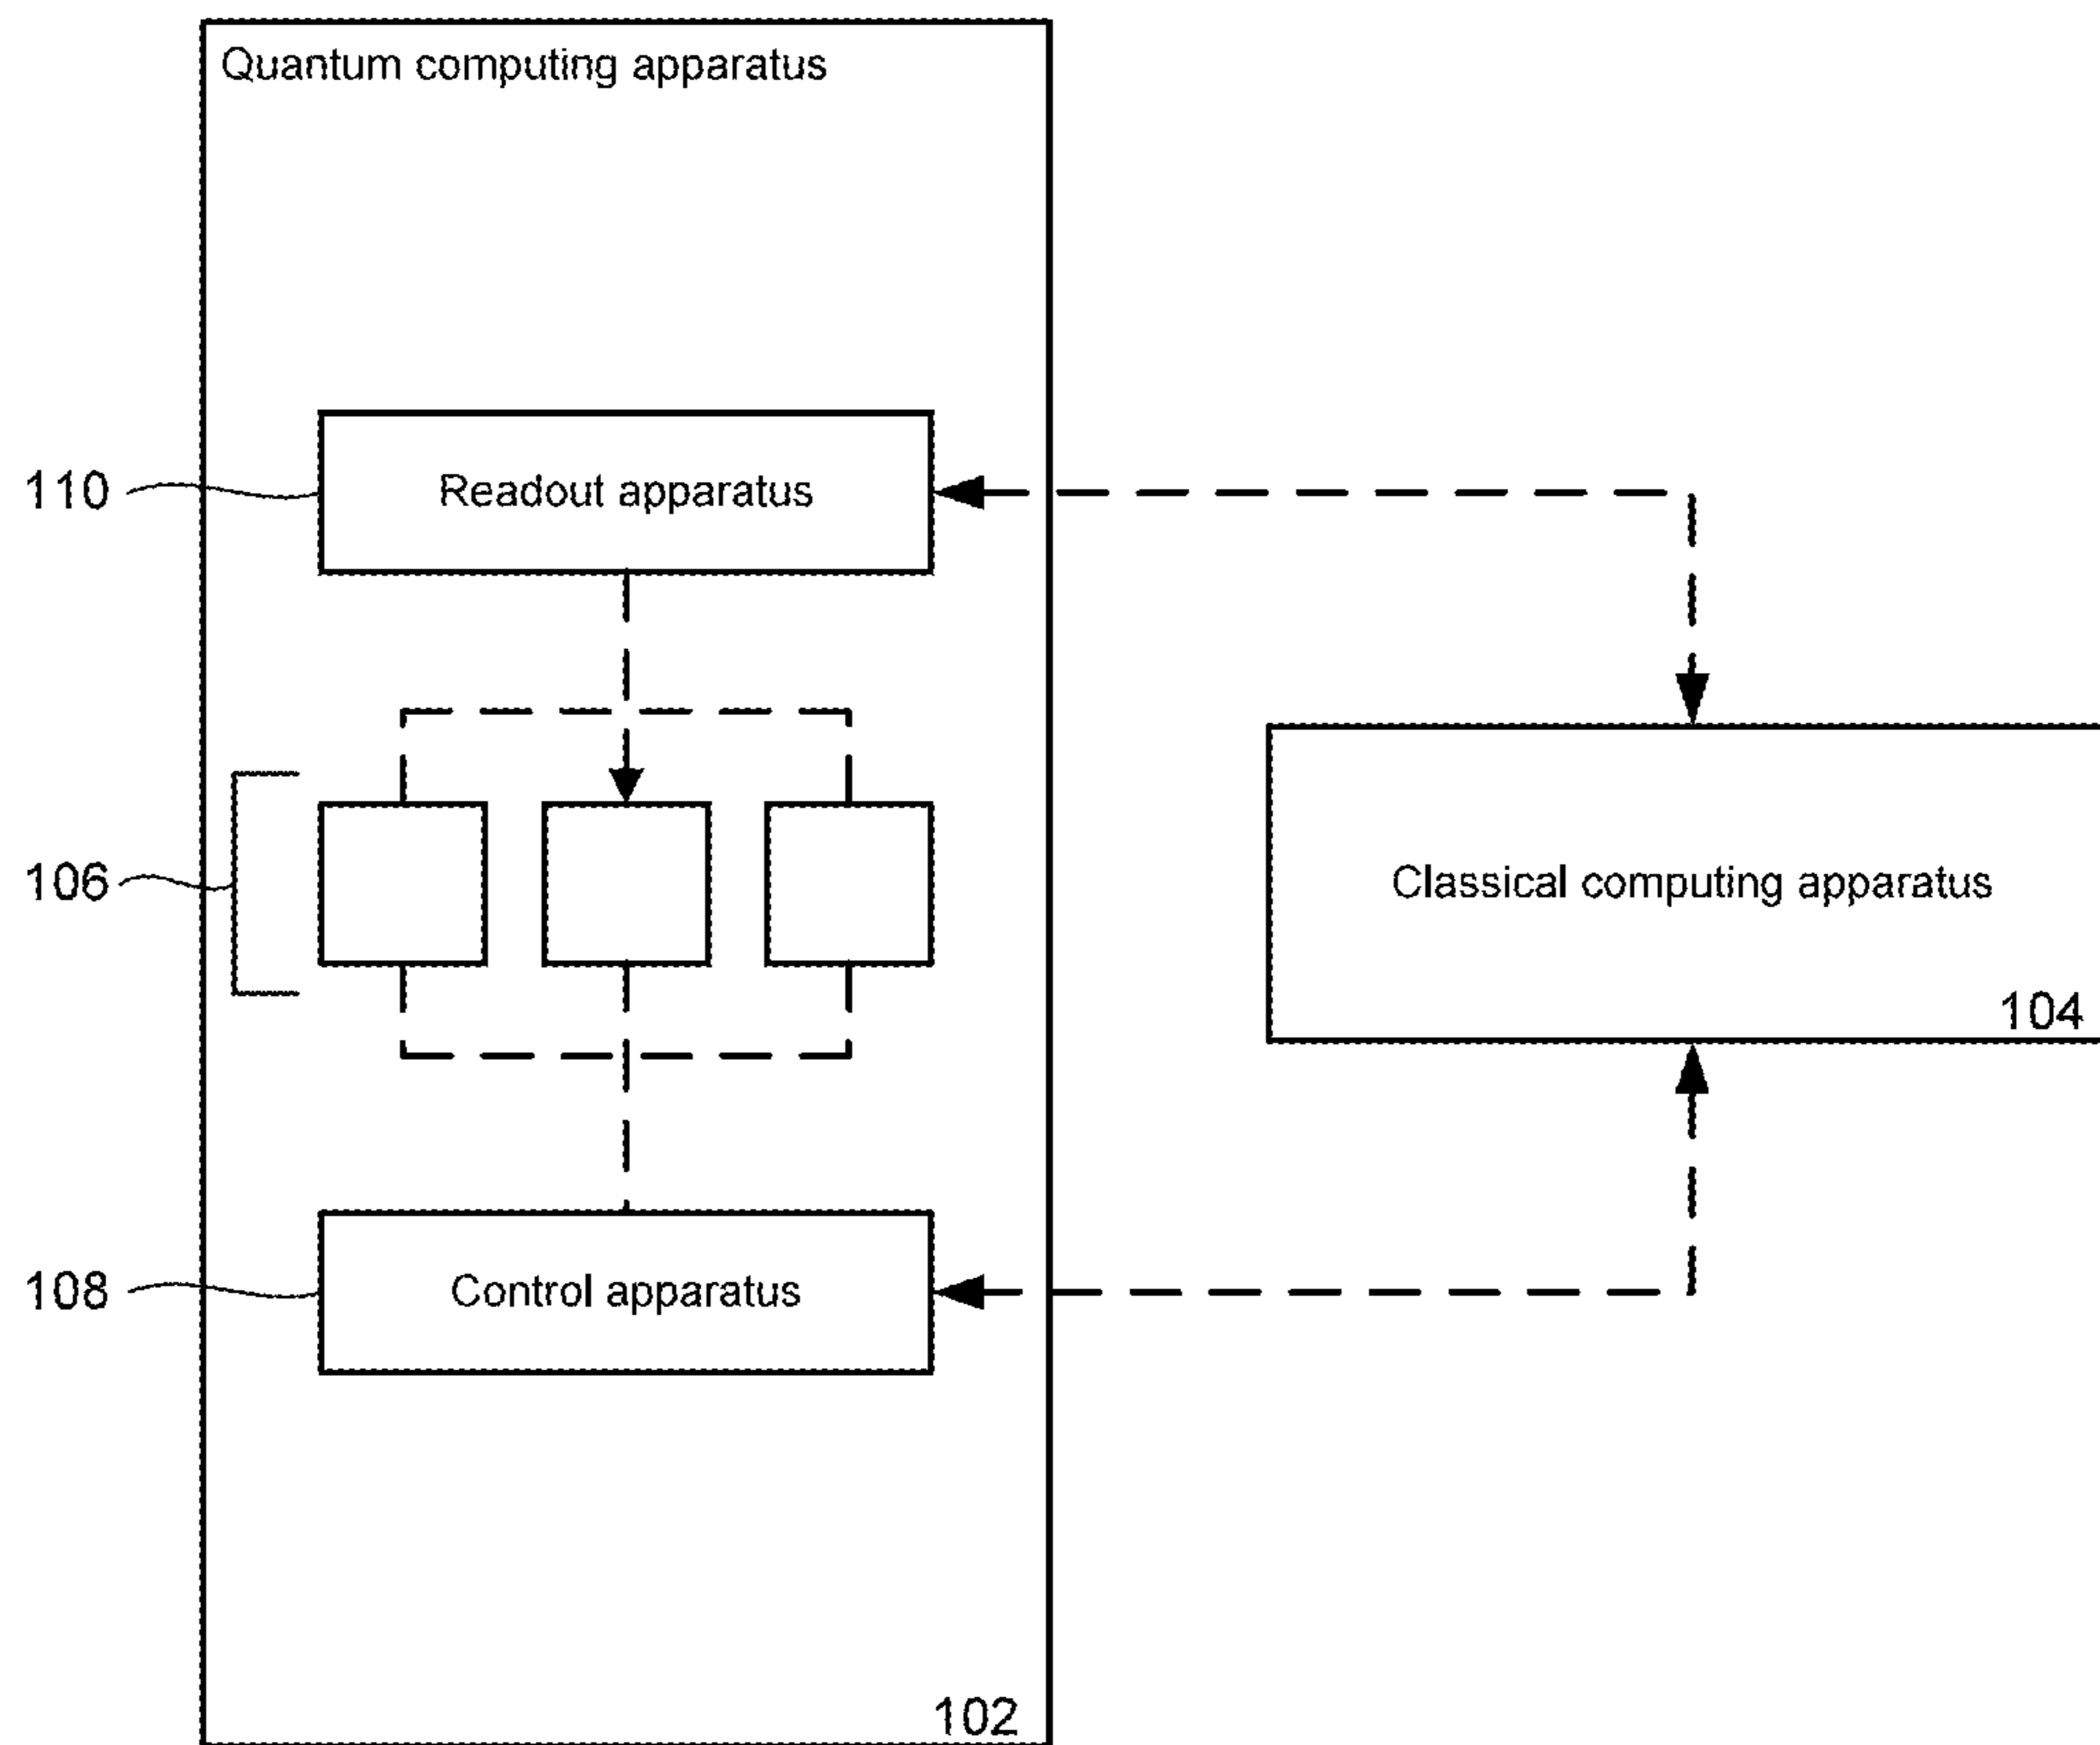 Quantum computing apparatus
110
Readout apparatus
106
Classical computing apparatus
104
108
Control apparatus
102